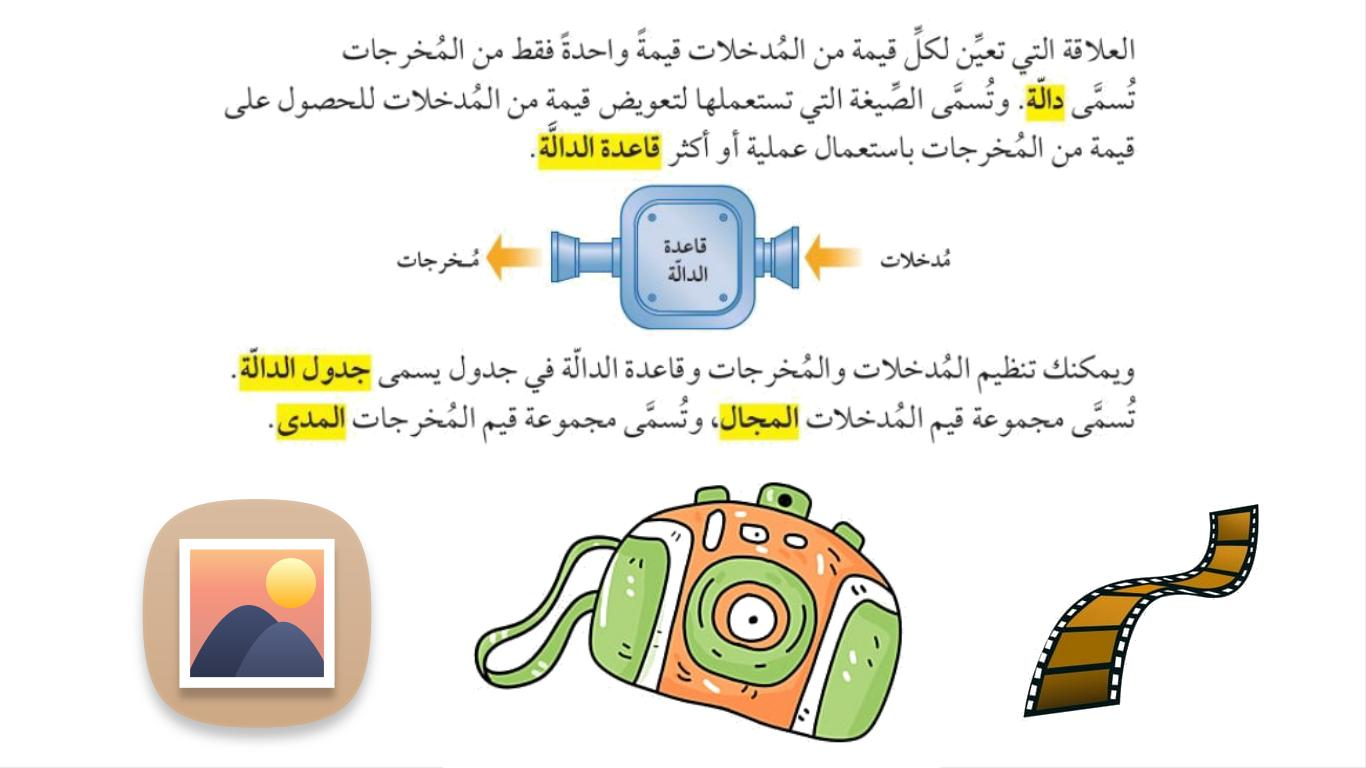 العلاقة التي تعيِّن لكلِّ قيمة من المُدخلات قيمةً واحدةً فقط من المُخرجات
تُسمَّى دالّة. وتُسمَّى الصِّيغة التي تستعملها لتعويض قيمة من المُدخلات للحصول على
قيمة من المُخرجات باستعمال عملية أو أكثر قاعدة الدالَّة.
مُدخلات
قاعدة
الدالّة
مُـخرجات
ويمكنك تنظيم المُدخلات والمُخرجات وقاعدة الدالّة في جدول يسمى جدول الدالّة.
تُسمَّى مجموعة قيم المُدخلات المجال، وتُسمَّى مجموعة قيم المُخرجات المدى.